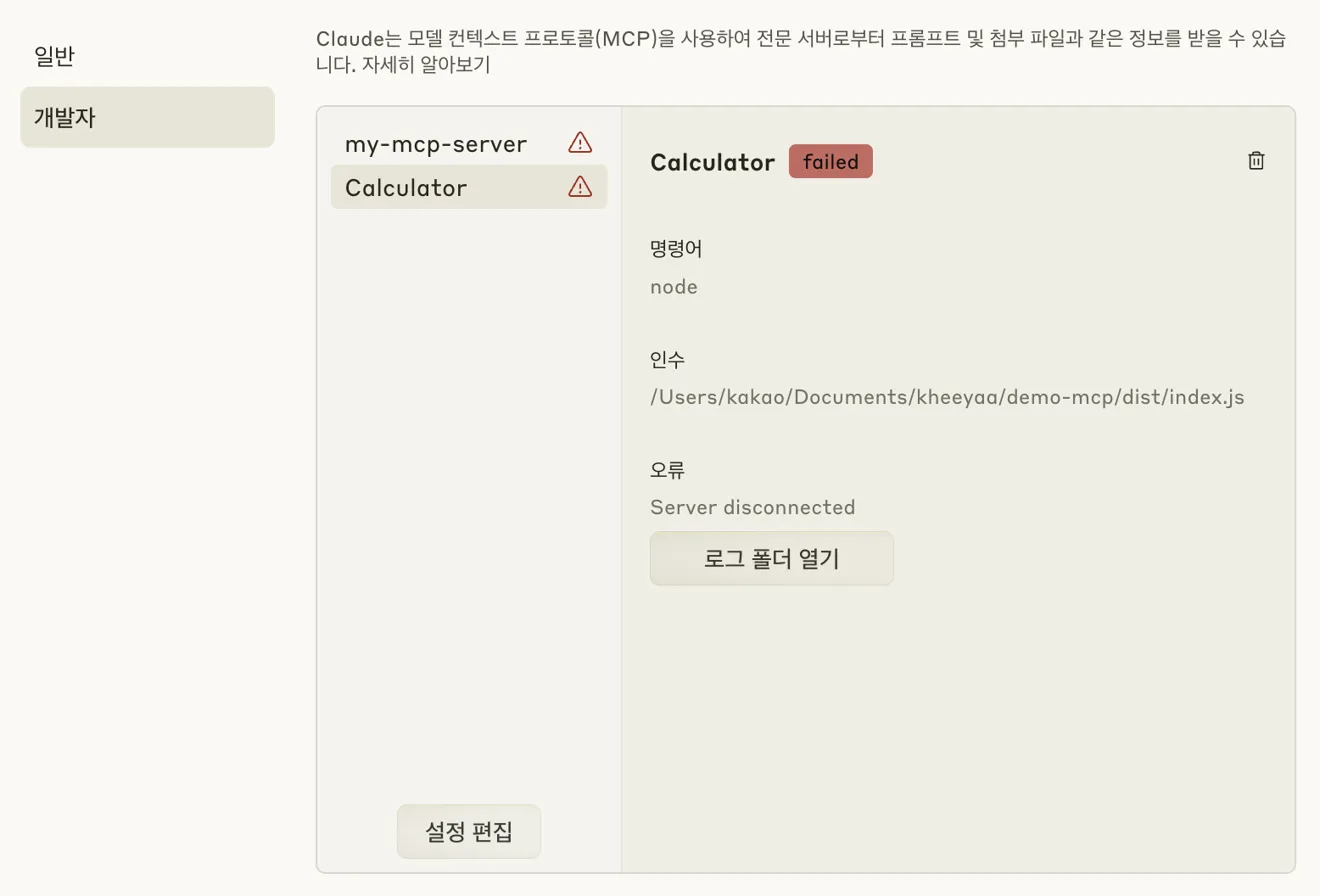 일반
개발자
Claude는 모델 컨텍스트 프로토콜(MCP)을 사용하여 전문 서버로부터 프롬프트 및 첨부 파일과 같은 정보를 받을 수 있습
니다. 자세히 알아보기
my-mcp-server
Calculator
설정 편집
Calculator failed
명령어
node
인수
/Users/kakao/Documents/kheeyaa/demo-mcp/dist/index.js
오류
Server disconnected
로그 폴더 열기